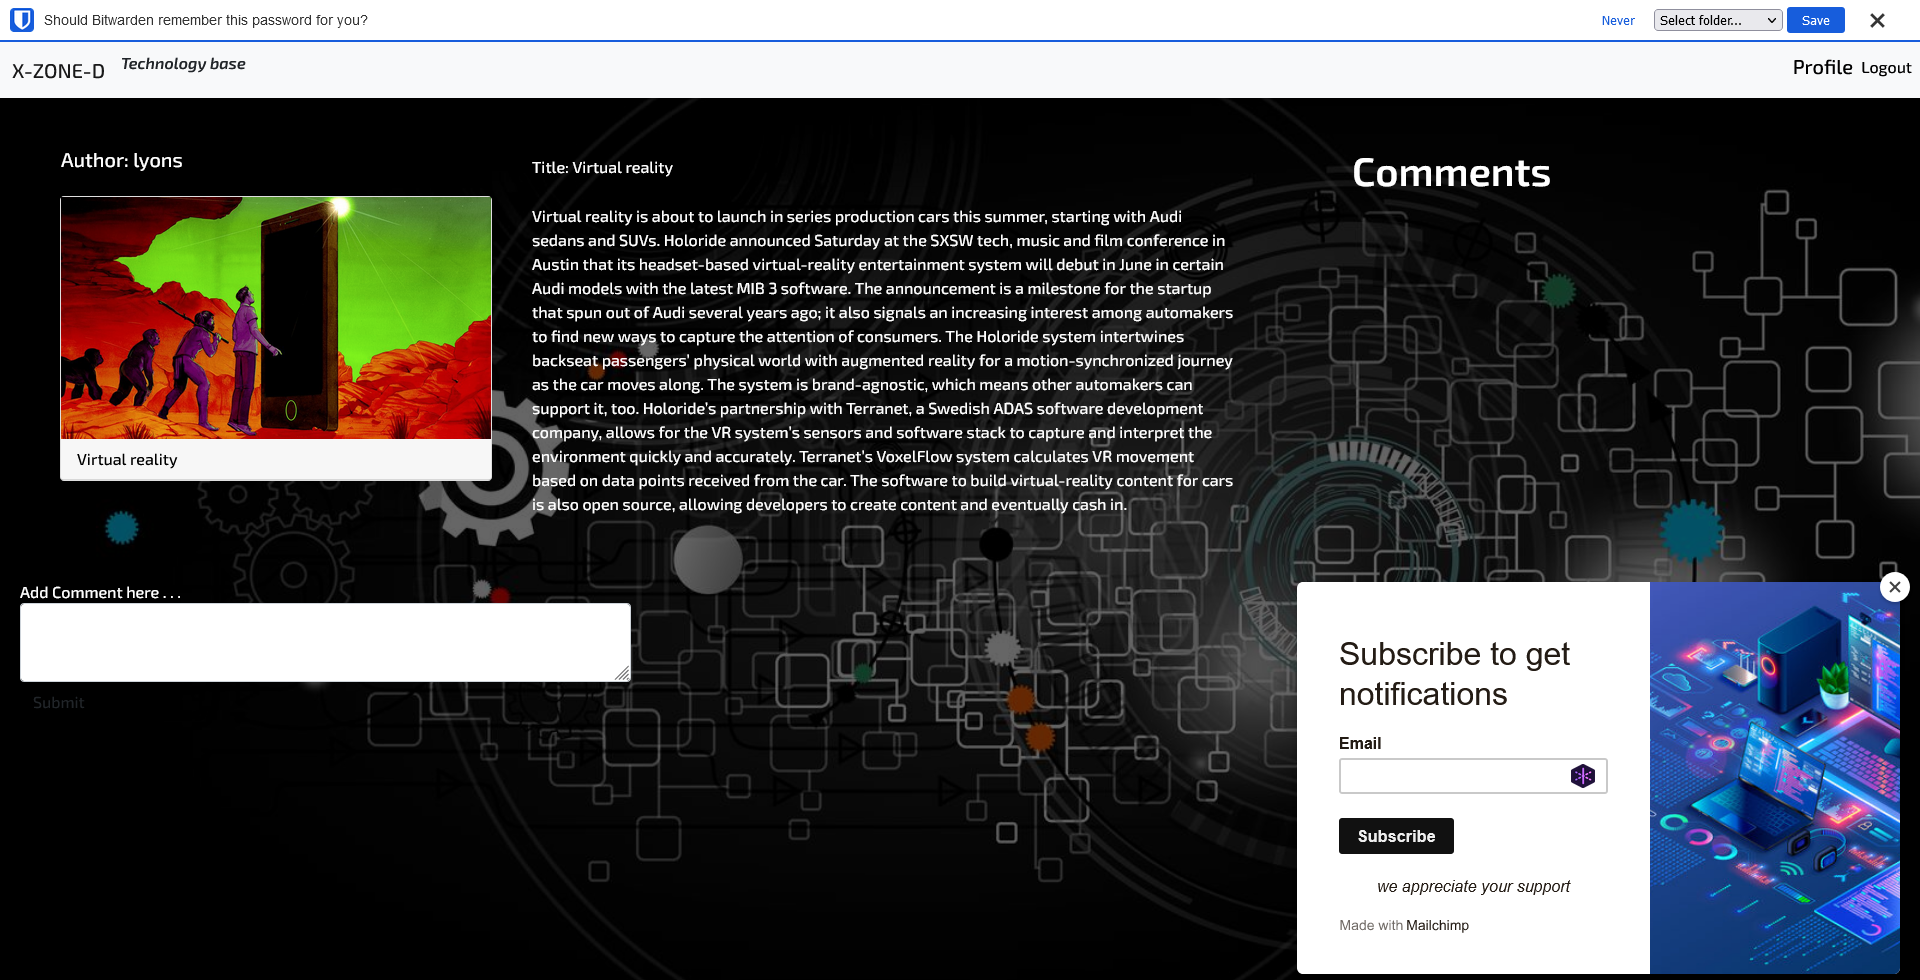 Should Bitwarden remember this password for you?
Never
Select folder...
Save
X-ZONE-D
Technology base
Profile
Logout
Author: lyons
Virtual reality
Title: Virtual reality
Virtual reality is about to launch in series production cars this summer, starting with Audi
sedans and SUVs. Holoride announced Saturday at the SXSW tech, music and film conference in
Austin that its headset-based virtual-reality entertainment system will debut in June in certain
Audi models with the latest MIB 3 software. The announcement is a milestone for the startup
that spun out of Audi several years ago; it also signals an increasing interest among automakers
to find new ways to capture the attention of consumers. The Holoride system intertwines
backseat passengers' physical world with augmented reality for a motion-synchronized journey
as the car moves along. The system is brand-agnostic, which means other automakers can
support it, too. Holoride's partnership with Terranet, a Swedish ADAS software development
company, allows for the VR system's sensors and software stack to capture and interpret the
environment quickly and accurately. Terranet's VoxelFlow system calculates VR movement
based on data points received from the car. The software to build virtual-reality content for cars
is also open source, allowing developers to create content and eventually cash in.
Comments
Add Comment here . . .
Submit
Subscribe to get
notifications
Email
Subscribe
we appreciate your support
Made with Mailchimp